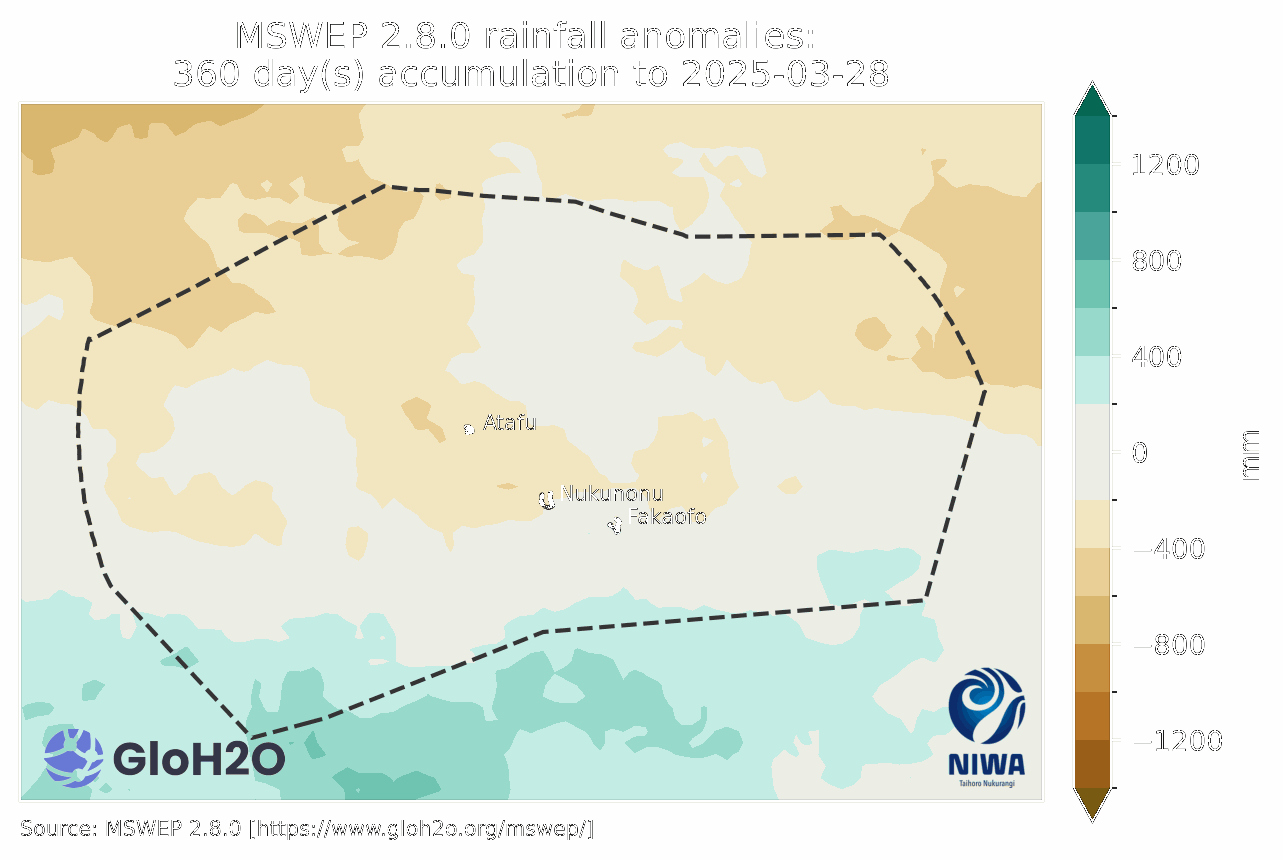 MSWEP 2.8.0 rainfall anomalies:
360 day(s) accumulation to 2025-03-28
1200
800
400
0
−400
−800
−1200
mm
Atafu
Nukunonu
Fakaofo
GloH2O
NIWA
Taihoro Nukurangi
Source: MSWEP 2.8.0 [https://www.gloh2o.org/mswep/]